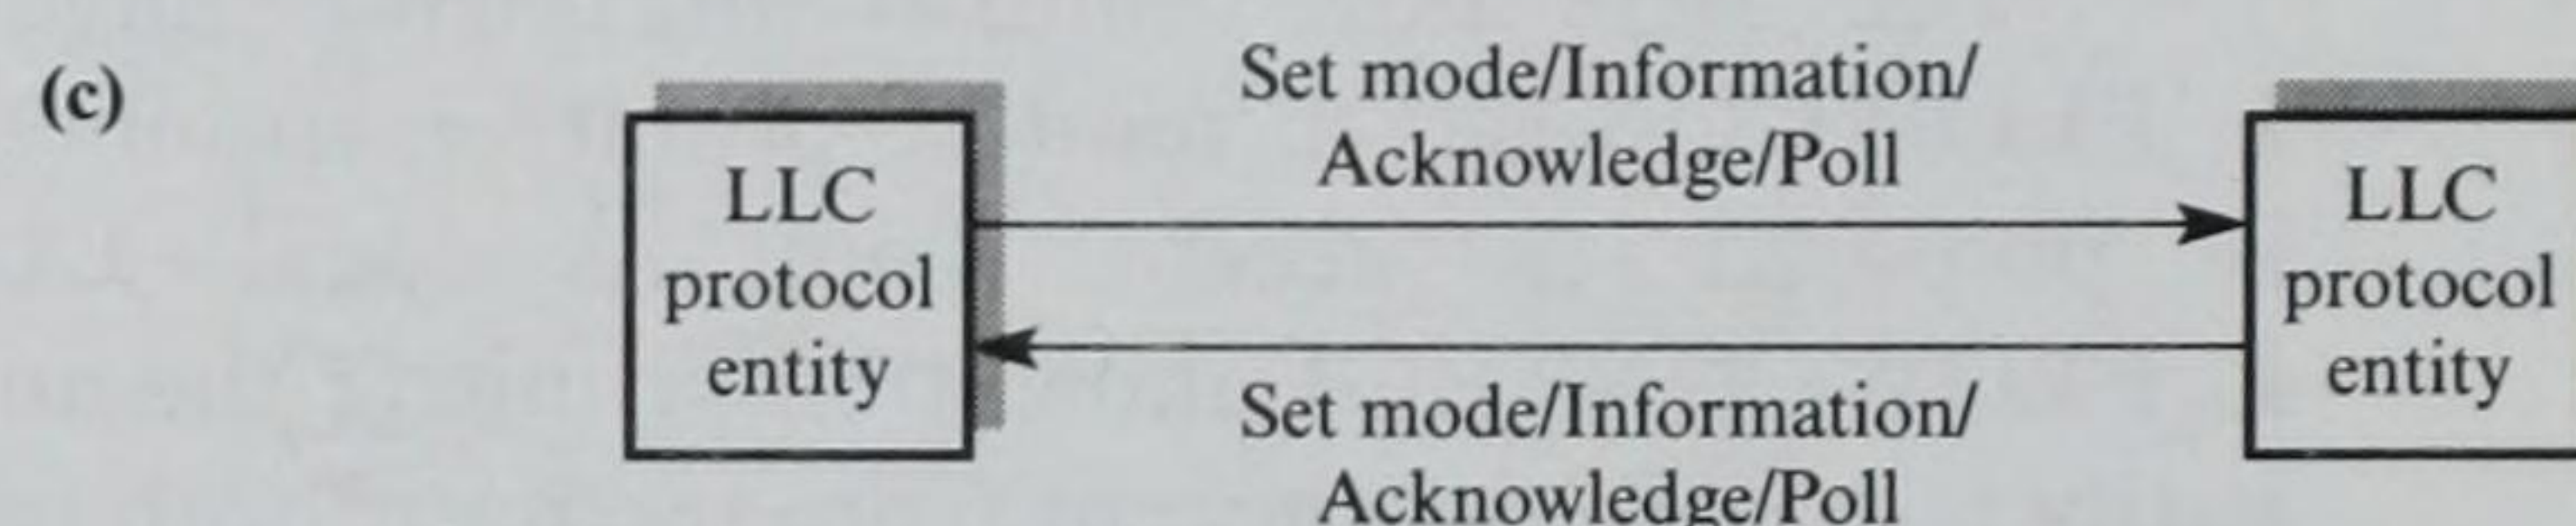 (c)
Set mode/Information/
Acknowledge/Poll
LLC
protocol
entity
LLC
protocol
entity
Set mode/Information/
Acknowledge/Poll